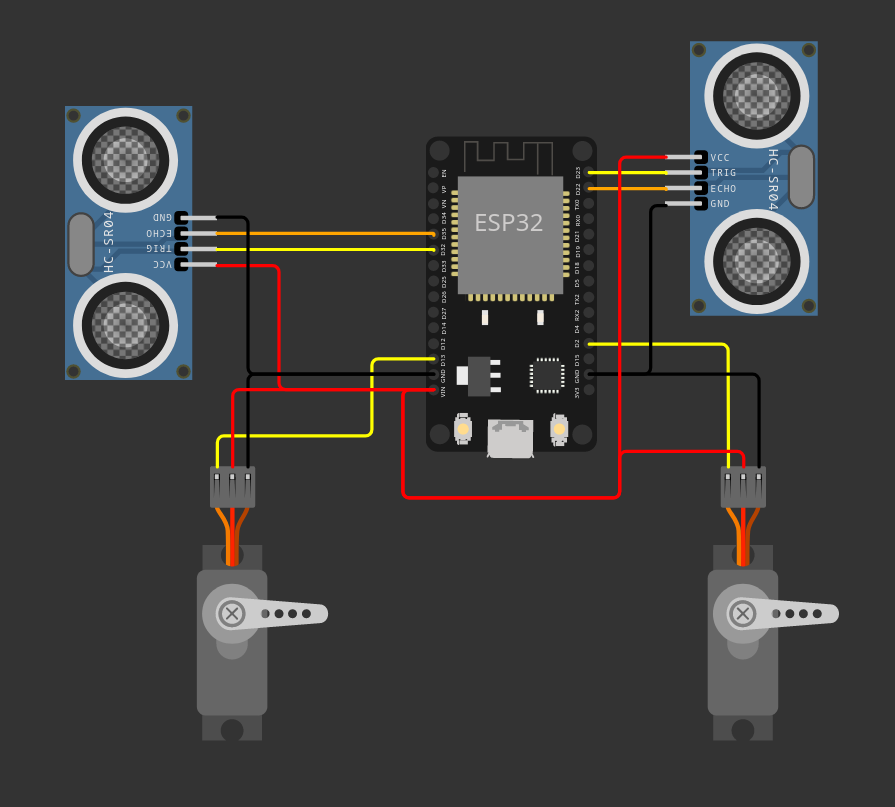 HC-SR04
GND
ECHO
TRIG
VCC
ESP32
EN
VP
VN
D34
D35
D32
D33
D25
D26
D27
D14
D12
D13
GND
VIN
D23
D22
TX0
RX0
D21
D19
D18
D5
TX2
RX2
D4
D2
D15
GND
3V3
VCC
TRIG
ECHO
GND
HC-SR04